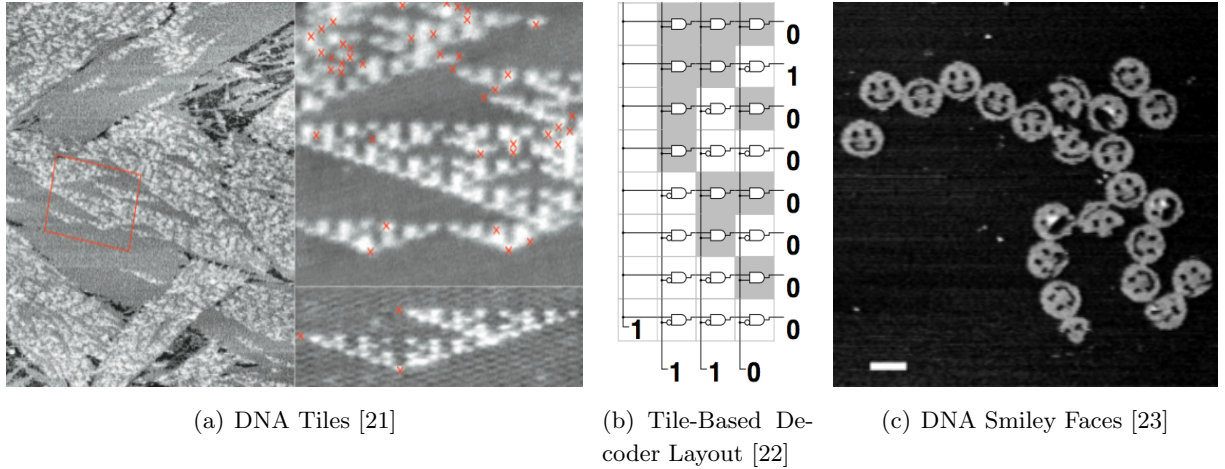 0
1
0
0
0
0
0
0
1
1 1 0
(a) DNA Tiles [21]
(b) Tile-Based De-
coder Layout [22]
(c) DNA Smiley Faces [23]